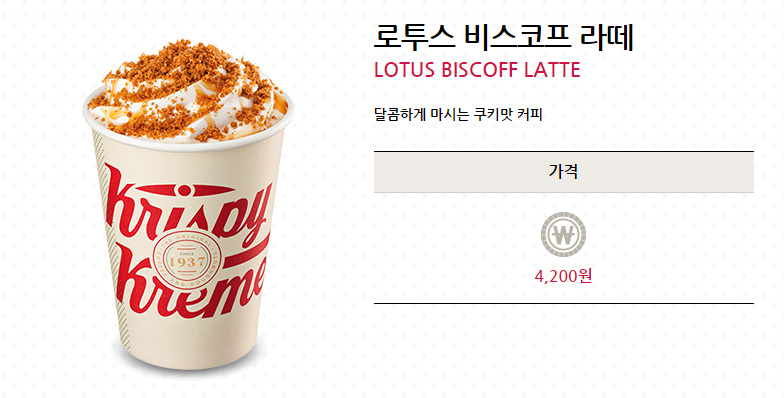 로투스 비스코프 라떼
LOTUS BISCOFF LATTE
달콤하게 마시는 쿠키맛 커피
가격
₩
4,200원
Krispy
SINCE
1937
Kreme